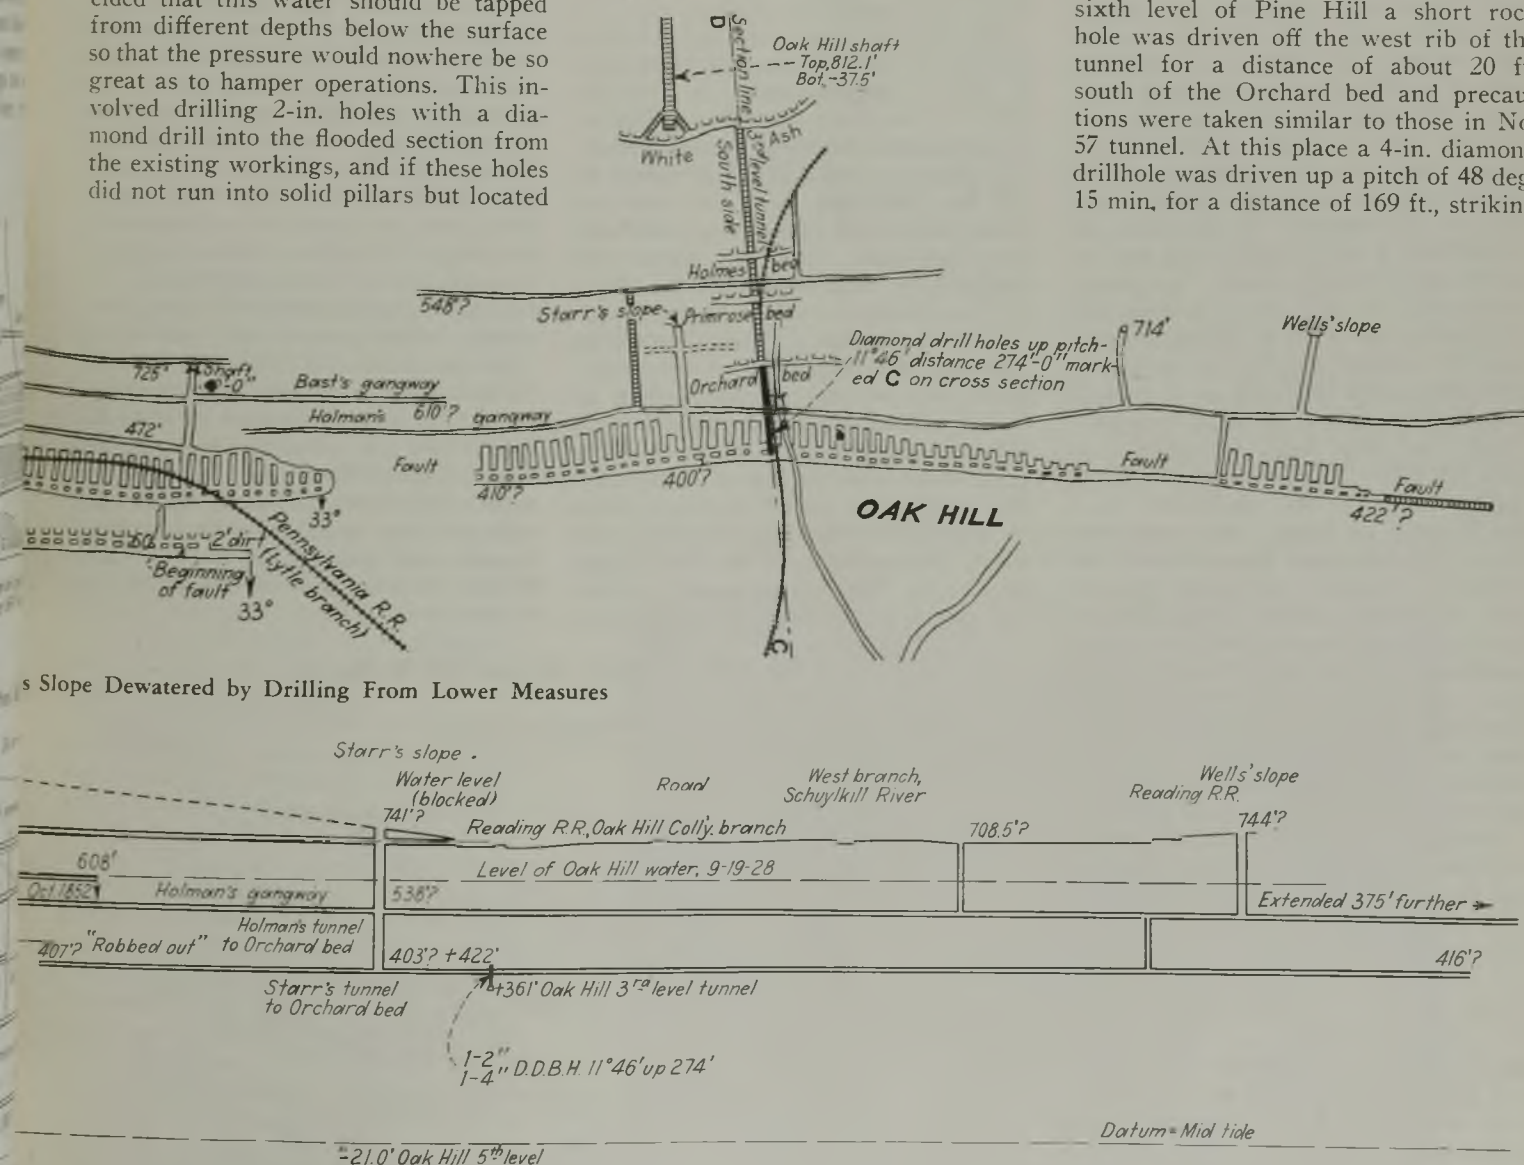 cided that this water should be tapped
from different depths below the surface
so that the pressure would nowhere be so
great as to hamper operations. This in-
volved drilling 2-in. holes with a dia-
mond drill into the flooded section from
the existing workings, and if these holes
did not run into solid pillars but located
sixth level of Pine Hill a short roc
hole was driven off the west rib of th
tunnel for a distance of about 20 f
south of the Orchard bed and precau
tions were taken similar to those in No
57 tunnel. At this place a 4-in. diamon
drillhole was driven up a pitch of 48 deg
15 min. for a distance of 169 ft., strikin
D
Section line
South side
3rd level tunnel
Oak Hill shaft
Top, 812.1'
Bot,-37.5'
White
Ash
Holmes bed
548'?
Starr's slope
Primrose bed
Orchard bed
Diamond drill holes up pitch-
11°46' distance 274'-0" mark-
ed C on cross section
714'
Wells' slope
725'
Shaft
Bast's gangway
610'?
Holman's gangway
472'
Fault
410'?
400'?
Fault
Fault
422'?
OAK HILL
33°
2' dirt
Beginning
of fault
33°
Pennsylvania R.R.
(Lytle branch)
C
s Slope Dewatered by Drilling From Lower Measures
Starr's slope
Water level
(blocked)
741'?
Road
West branch,
Schuylkill River
Wells' slope
Reading R.R.
744'?
Reading R.R, Oak Hill Coll'y. branch
708.5'?
608'
Level of Oak Hill water, 9-19-28
Oct 1852
Holman's gangway
538'?
Extended 375' further
407'? "Robbed out"
Holman's tunnel
to Orchard bed
403'? +422'
416'?
Starr's tunnel
to Orchard bed
+361' Oak Hill 3rd level tunnel
1-2"
1-4" D.D.B.H. 11°46' up 274'
Datum = Mid tide
-21.0' Oak Hill 5th level